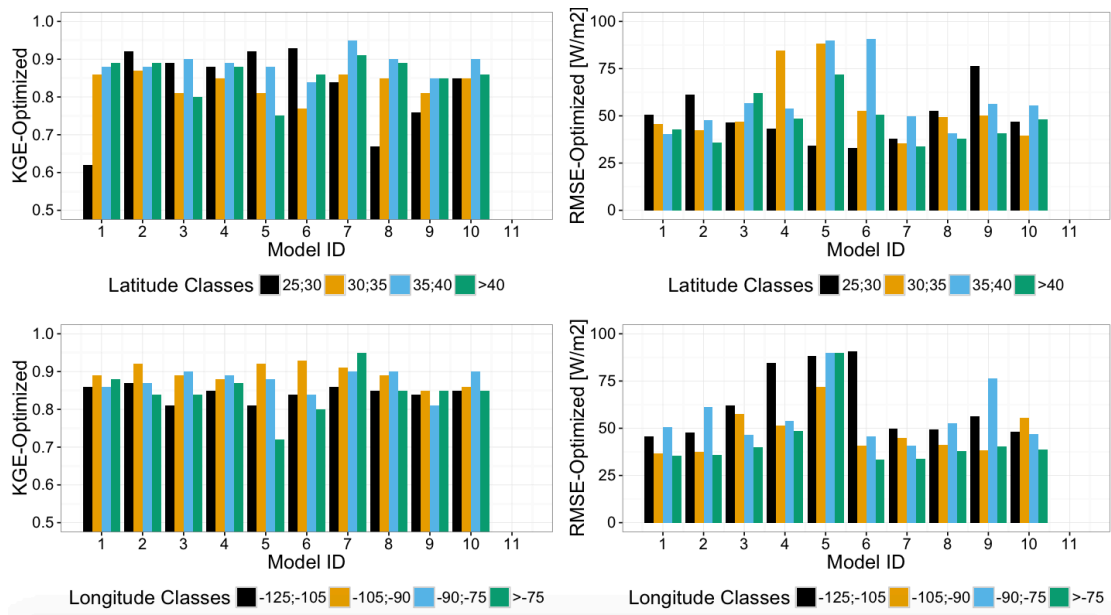 KGE-Optimized
1.0
0.9
0.8
0.7
0.6
0.5
1 2 3 4 5 6 7 8 9 10 11
Model ID
Latitude Classes 25;30 30;35 35;40 >40
RMSE-Optimized [W/m2]
100
75
50
25
0
1 2 3 4 5 6 7 8 9 10 11
Model ID
Latitude Classes 25;30 30;35 35;40 >40
KGE-Optimized
1.0
0.9
0.8
0.7
0.6
0.5
1 2 3 4 5 6 7 8 9 10 11
Model ID
Longitude Classes -125;-105 -105;-90 -90;-75 >-75
RMSE-Optimized [W/m2]
100
75
50
25
0
1 2 3 4 5 6 7 8 9 10 11
Model ID
Longitude Classes -125;-105 -105;-90 -90;-75 >-75